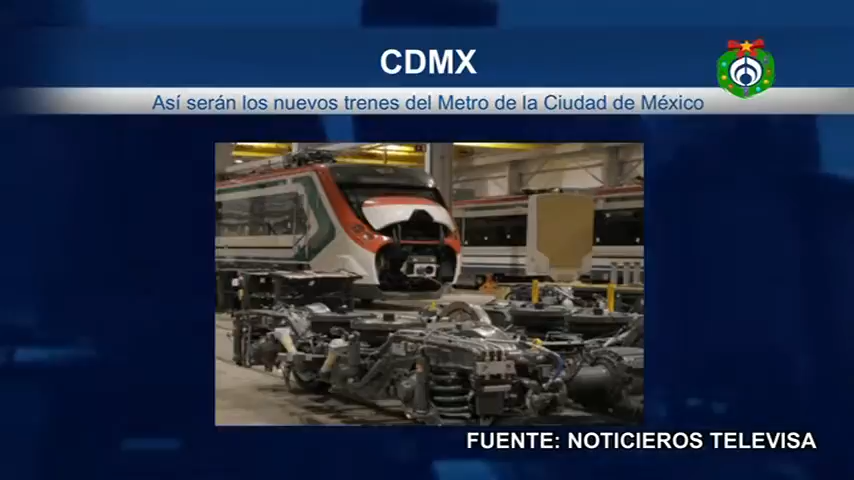 CDMX
Así serán los nuevos trenes del Metro de la Ciudad de México
FUENTE: NOTICIEROS TELEVISA